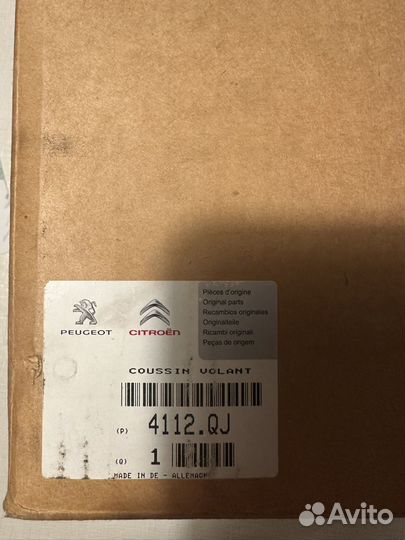 Pièces d'origine
Original parts
Recambios originales
Originalteile
Ricambi originali
Peças de origem
PEUGEOT CITROËN
COUSSIN VOLANT
(P) 4112.QJ
(Q) 1
MADE IN DE - ALLEMAGN
Avito